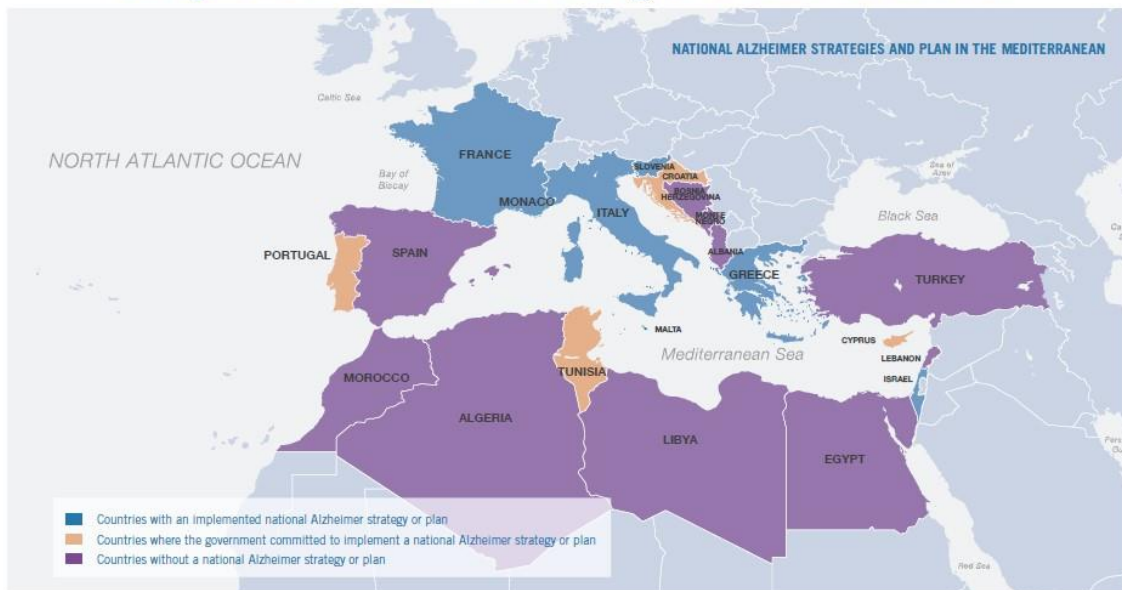 NATIONAL ALZHEIMER STRATEGIES AND PLAN IN THE MEDITERRANEAN
Celtic Sea
NORTH ATLANTIC OCEAN
FRANCE
Bay of
Biscay
MONACO
SLOVENIA
CROATIA
BOSNIA
HERZEGOVINA
ITALY
MONTE
NEGRO
Sea of
Azov
Black Sea
PORTUGAL
SPAIN
ALBANIA
GREECE
TURKEY
MALTA
CYPRUS
Mediterranean Sea
LEBANON
ISRAEL
MOROCCO
TUNISIA
ALGERIA
LIBYA
EGYPT
Red Sea
Countries with an implemented national Alzheimer strategy or plan
Countries where the government committed to implement a national Alzheimer strategy or plan
Countries without a national Alzheimer strategy or plan